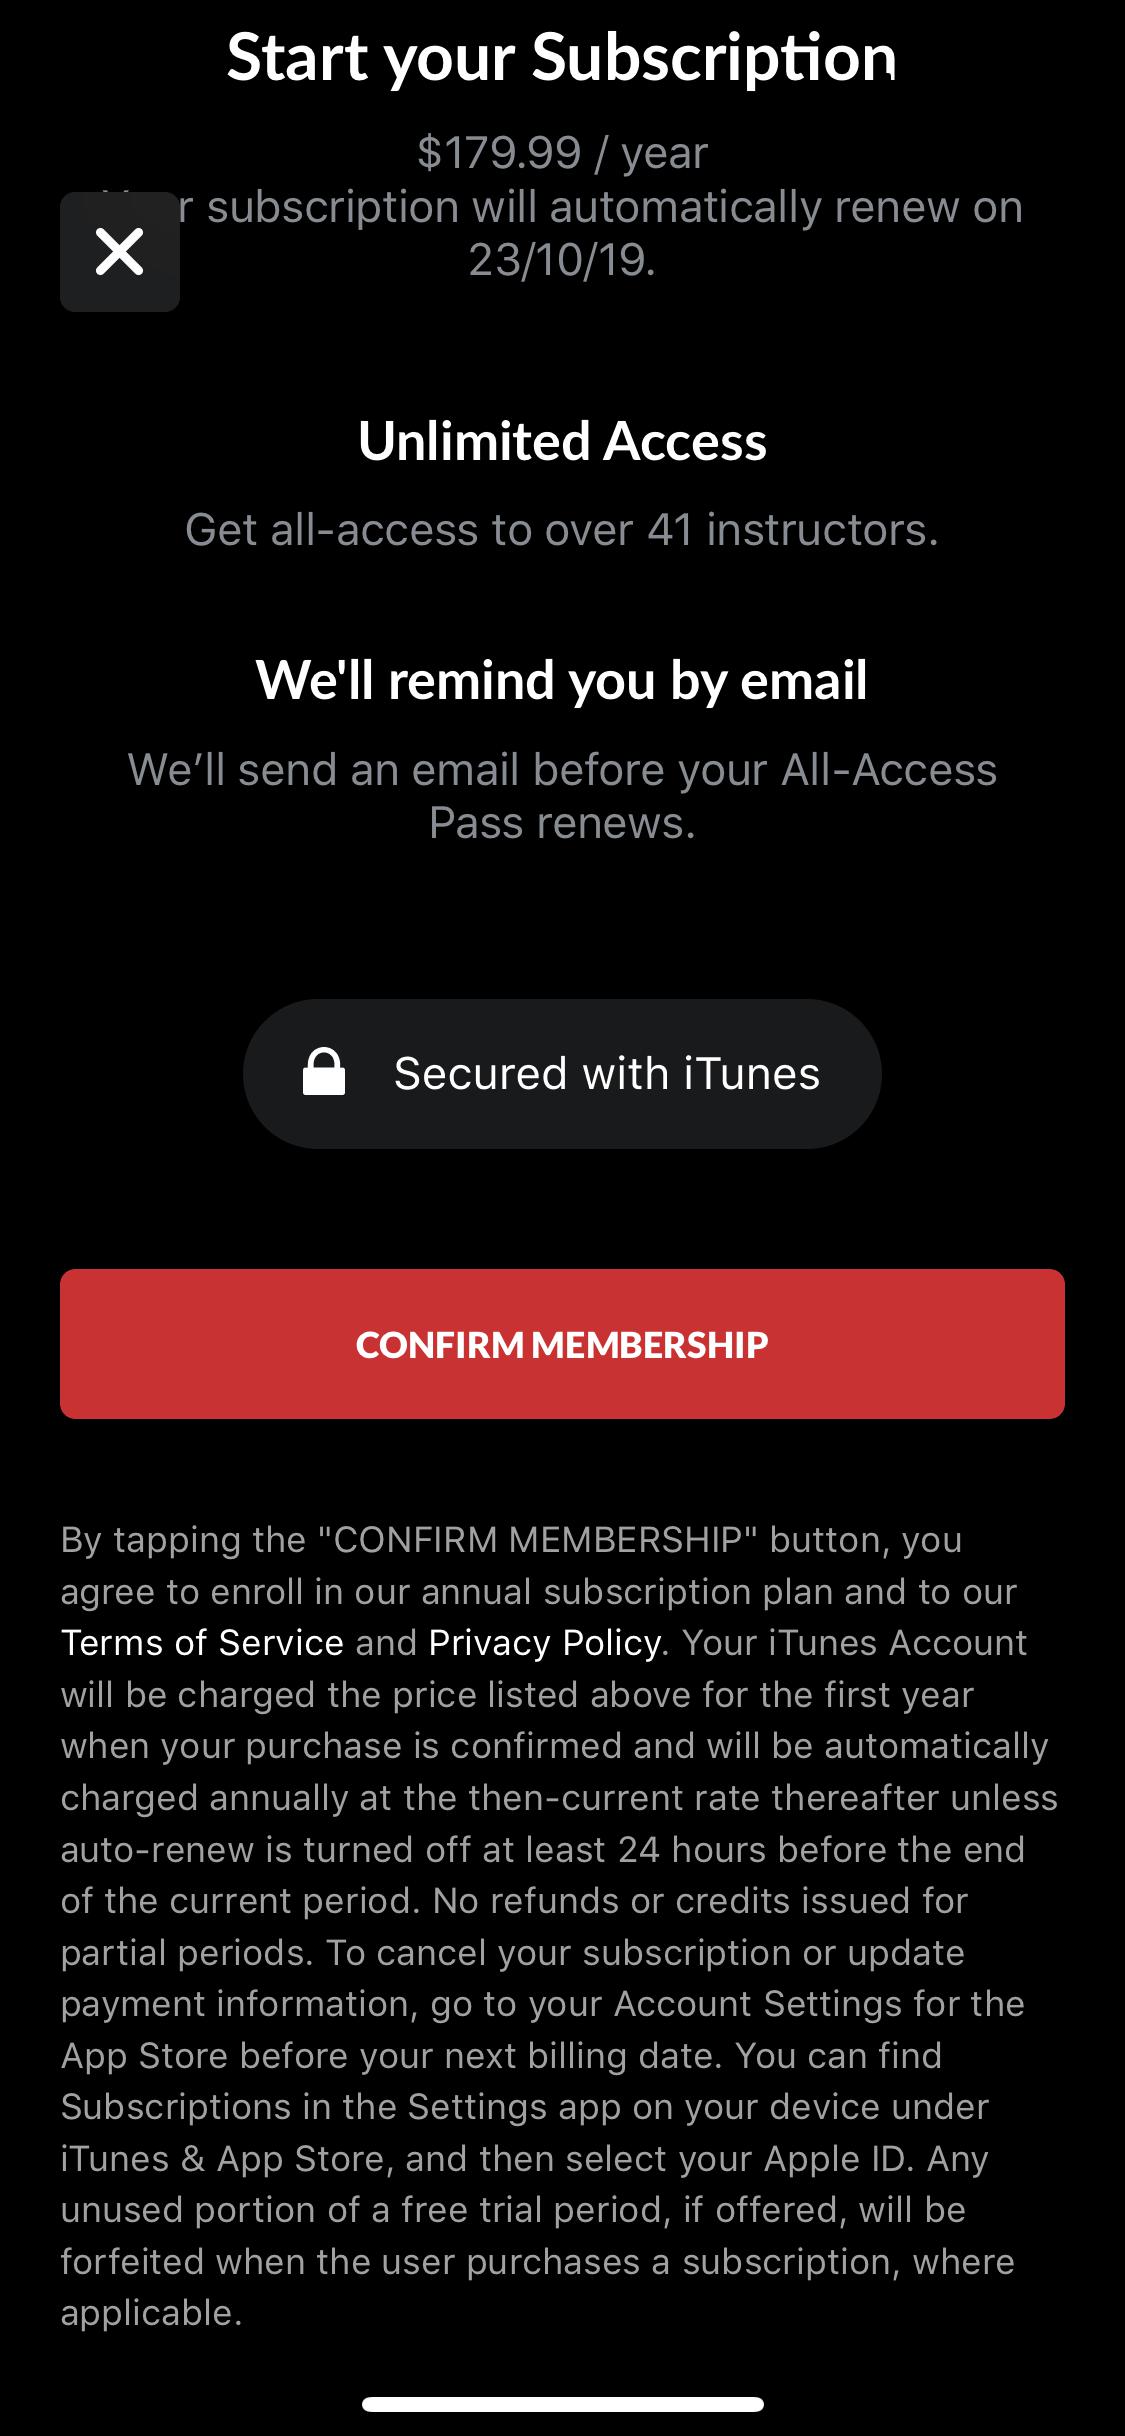 Start your Subscription
$179.99 / year
r subscription will automatically renew on
23/10/19.
Unlimited Access
Get all-access to over 41 instructors.
We'll remind you by email
We’ll send an email before your All-Access
Pass renews.
Secured with iTunes
CONFIRM MEMBERSHIP
By tapping the "CONFIRM MEMBERSHIP" button, you
agree to enroll in our annual subscription plan and to our
Terms of Service and Privacy Policy. Your iTunes Account
will be charged the price listed above for the first year
when your purchase is confirmed and will be automatically
charged annually at the then-current rate thereafter unless
auto-renew is turned off at least 24 hours before the end
of the current period. No refunds or credits issued for
partial periods. To cancel your subscription or update
payment information, go to your Account Settings for the
App Store before your next billing date. You can find
Subscriptions in the Settings app on your device under
iTunes & App Store, and then select your Apple ID. Any
unused portion of a free trial period, if offered, will be
forfeited when the user purchases a subscription, where
applicable.